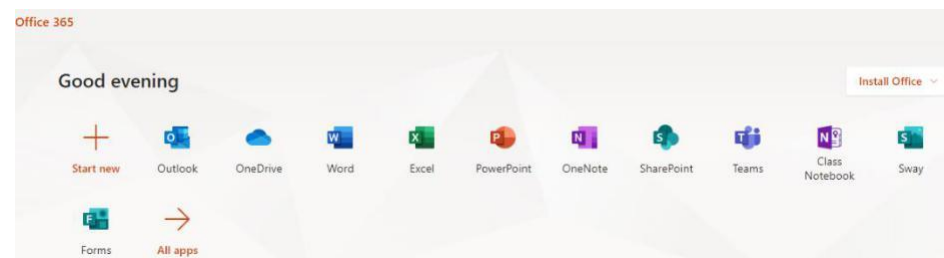 Office 365
Good evening
Install Office
Start new
Outlook
OneDrive
Word
Excel
PowerPoint
OneNote
SharePoint
Teams
Class
Notebook
Sway
Forms
All apps